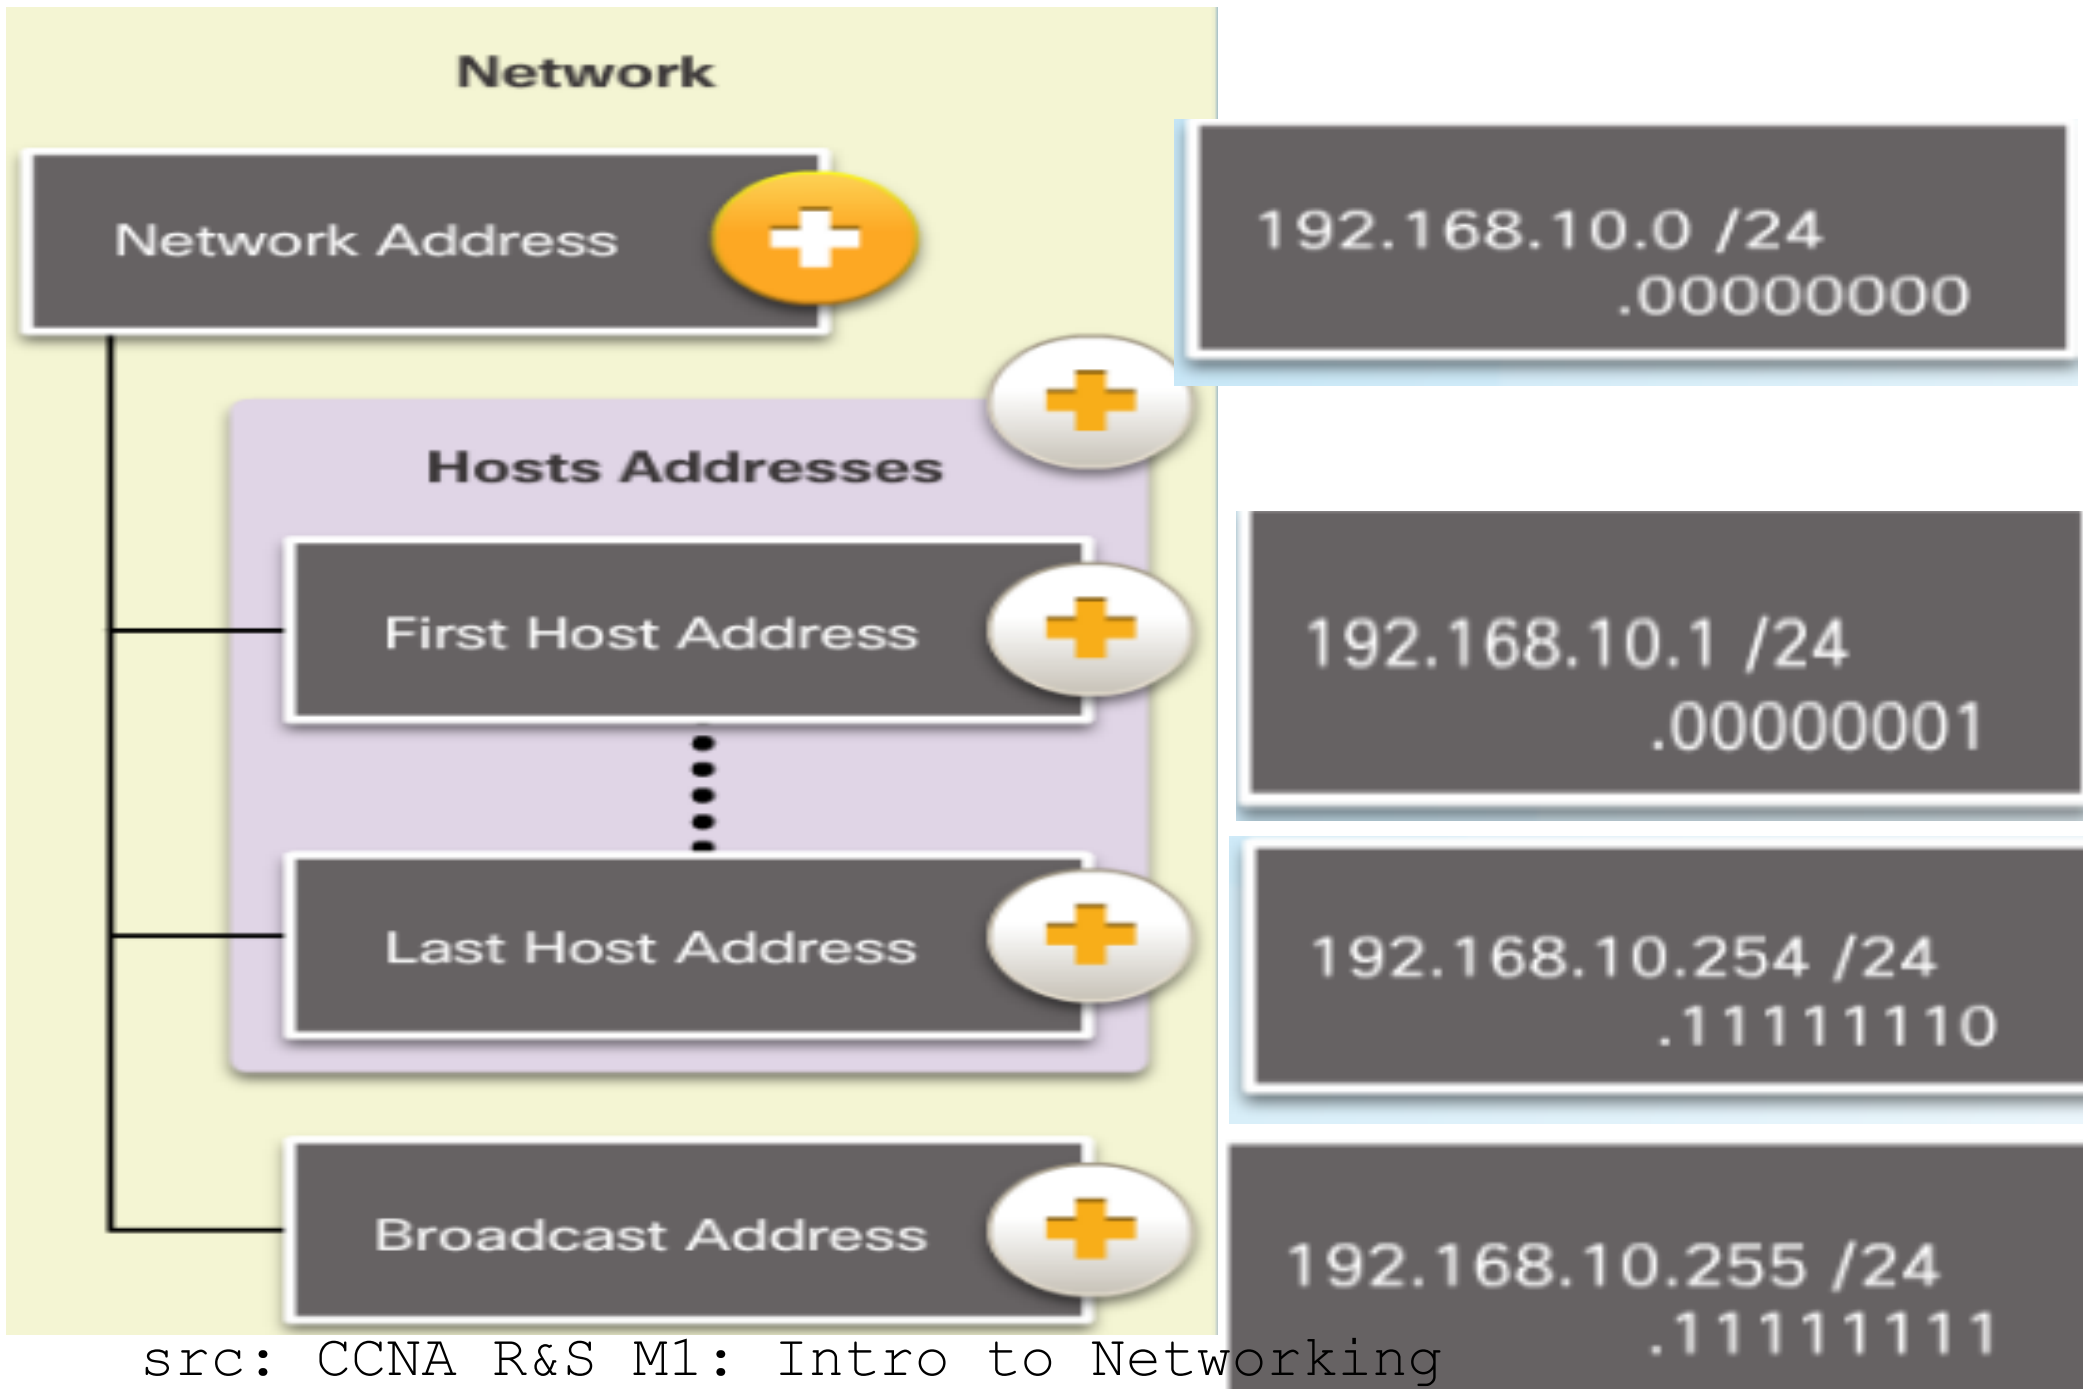 Network
Network Address
192.168.10.0 /24
.00000000
Hosts Addresses
First Host Address
192.168.10.1 /24
.00000001
Last Host Address
192.168.10.254 /24
.11111110
Broadcast Address
192.168.10.255 /24
.11111111
src: CCNA R&S M1: Intro to Networking